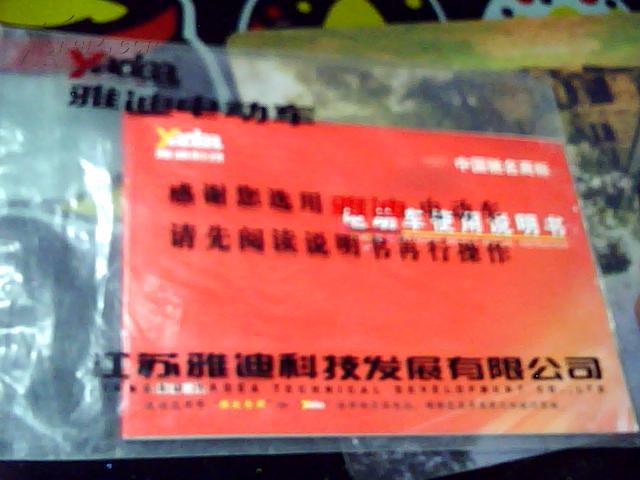 Yadea
雅迪电动车
Yadea
中国驰名商标
感谢您选用雅迪电动车
电动车使用说明书
请先阅读说明书再行操作
江苏雅迪科技发展有限公司